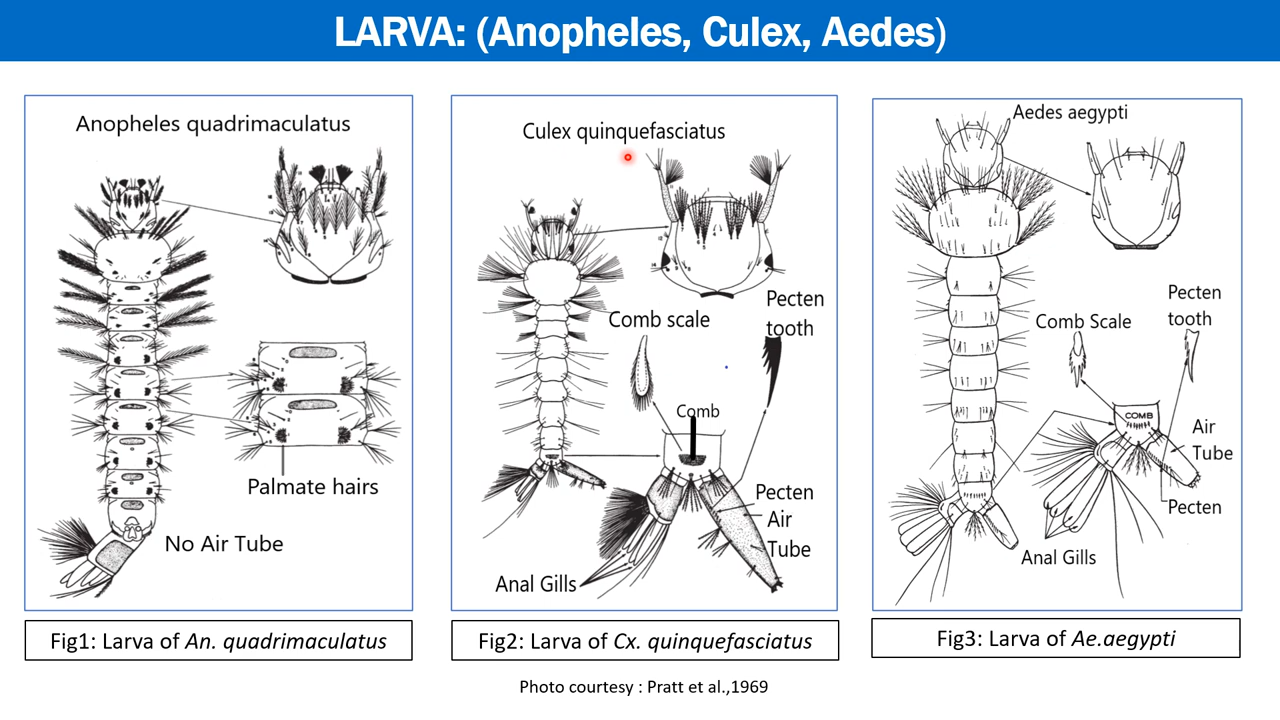 LARVA: (Anopheles, Culex, Aedes)
Anopheles quadrimaculatus
Palmate hairs
No Air Tube
Fig1: Larva of An. quadrimaculatus
Culex quinquefasciatus
Comb scale
Pecten
tooth
Comb
Pecten
Air
Tube
Anal Gills
Fig2: Larva of Cx. quinquefasciatus
Aedes aegypti
Comb Scale
Pecten
tooth
COMB
Air
Tube
Pecten
Anal Gills
Fig3: Larva of Ae.aegypti
Photo courtesy : Pratt et al.,1969